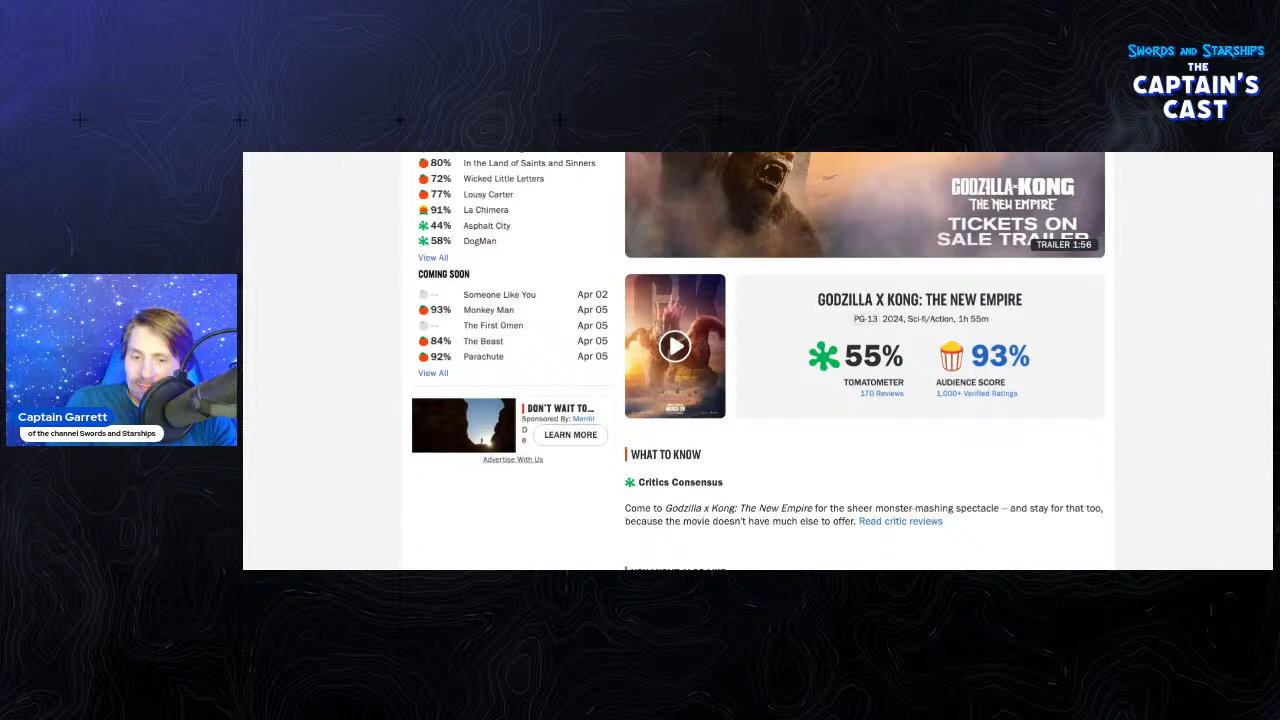 SWORDS AND STARSHIPS
THE
CAPTAIN'S
CAST
80% In the Land of Saints and Sinners
72% Wicked Little Letters
77% Lousy Carter
91% La Chimera
44% Asphalt City
58% DogMan
View All
COMING SOON
-- Someone Like You Apr 02
93% Monkey Man Apr 05
-- The First Omen Apr 05
84% The Beast Apr 05
92% Parachute Apr 05
View All
DON'T WAIT TO...
Sponsored By: Merrill
D
e
LEARN MORE
Advertise With Us
GODZILLA x KONG
THE NEW EMPIRE
TICKETS ON
SALE TRAILER
TRAILER 1:56
GODZILLA X KONG: THE NEW EMPIRE
PG-13 2024, Sci-fi/Action, 1h 55m
55% 93%
TOMATOMETER AUDIENCE SCORE
170 Reviews 1,000+ Verified Ratings
WHAT TO KNOW
Critics Consensus
Come to Godzilla x Kong: The New Empire for the sheer monster-mashing spectacle – and stay for that too,
because the movie doesn't have much else to offer. Read critic reviews
Captain Garrett
of the channel Swords and Starships